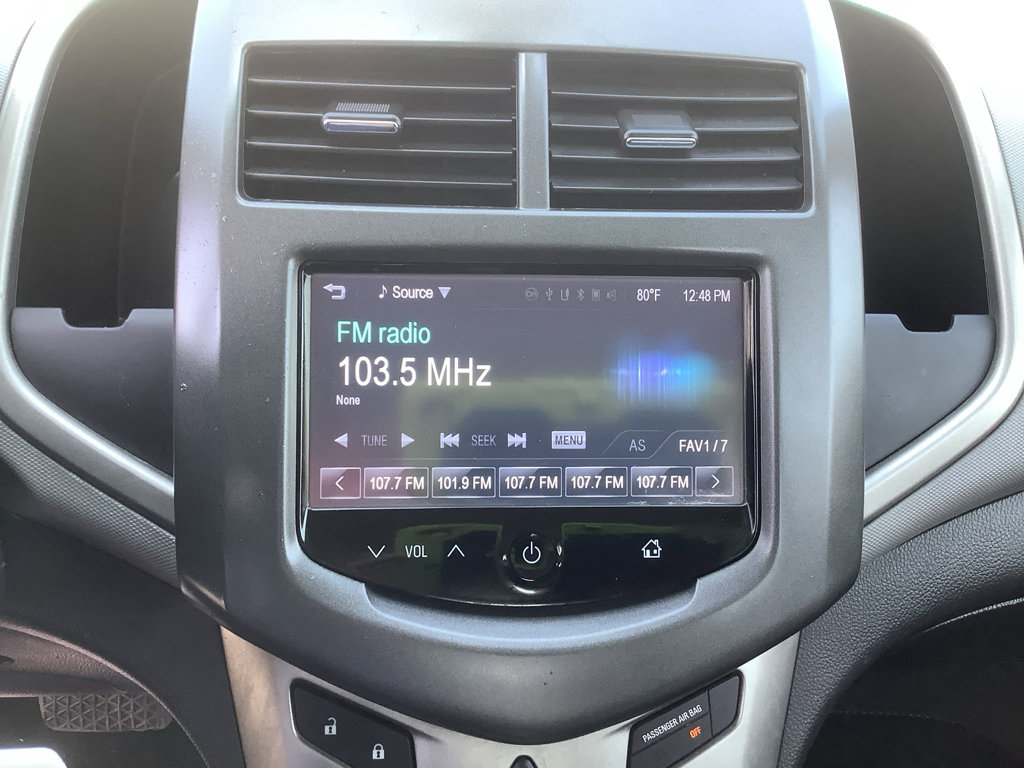 Source 80°F 12:48 PM
FM radio
103.5 MHz
None
TUNE SEEK MENU AS FAV1/7
107.7 FM 101.9 FM 107.7 FM 107.7 FM 107.7 FM
VOL
PASSENGER AIR BAG
OFF